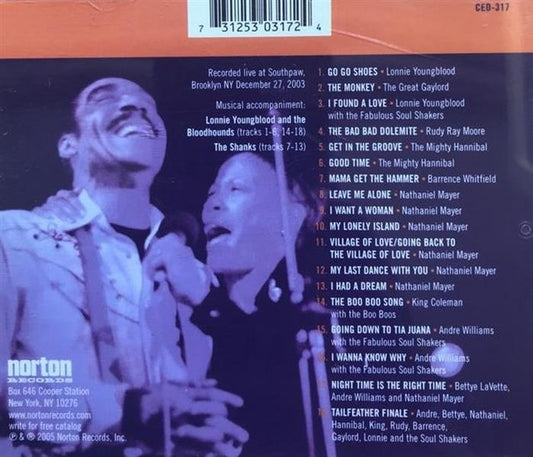 CED-317
7 31253 03172 4
Recorded live at Southpaw,
Brooklyn NY December 27, 2003
Musical accompaniment:
Lonnie Youngblood and the
Bloodhounds (tracks 1-6, 14-18)
The Shanks (tracks 7-13)
1. GO GO SHOES • Lonnie Youngblood
2. THE MONKEY • The Great Gaylord
3. I FOUND A LOVE • Lonnie Youngblood
with the Fabulous Soul Shakers
4. THE BAD BAD DOLEMITE • Rudy Ray Moore
5. GET IN THE GROOVE • The Mighty Hannibal
6. GOOD TIME • The Mighty Hannibal
7. MAMA GET THE HAMMER • Barrence Whitfield
8. LEAVE ME ALONE • Nathaniel Mayer
9. I WANT A WOMAN • Nathaniel Mayer
10. MY LONELY ISLAND • Nathaniel Mayer
11. VILLAGE OF LOVE/GOING BACK TO
THE VILLAGE OF LOVE • Nathaniel Mayer
12. MY LAST DANCE WITH YOU • Nathaniel Mayer
13. I HAD A DREAM • Nathaniel Mayer
14. THE BOO BOO SONG • King Coleman
with the Boo Boos
15. GOING DOWN TO TIA JUANA • Andre Williams
with the Fabulous Soul Shakers
16. I WANNA KNOW WHY • Andre Williams
with the Fabulous Soul Shakers
17. NIGHT TIME IS THE RIGHT TIME • Bettye LaVette,
Andre Williams and Nathaniel Mayer
18. TAILFEATHER FINALE • Andre, Bettye, Nathaniel,
Hannibal, King, Rudy, Barrence,
Gaylord, Lonnie and the Soul Shakers
norton
RECORDS
Box 646 Cooper Station
New York, NY 10276
www.nortonrecords.com
write for free catalog
℗ & © 2005 Norton Records, Inc.